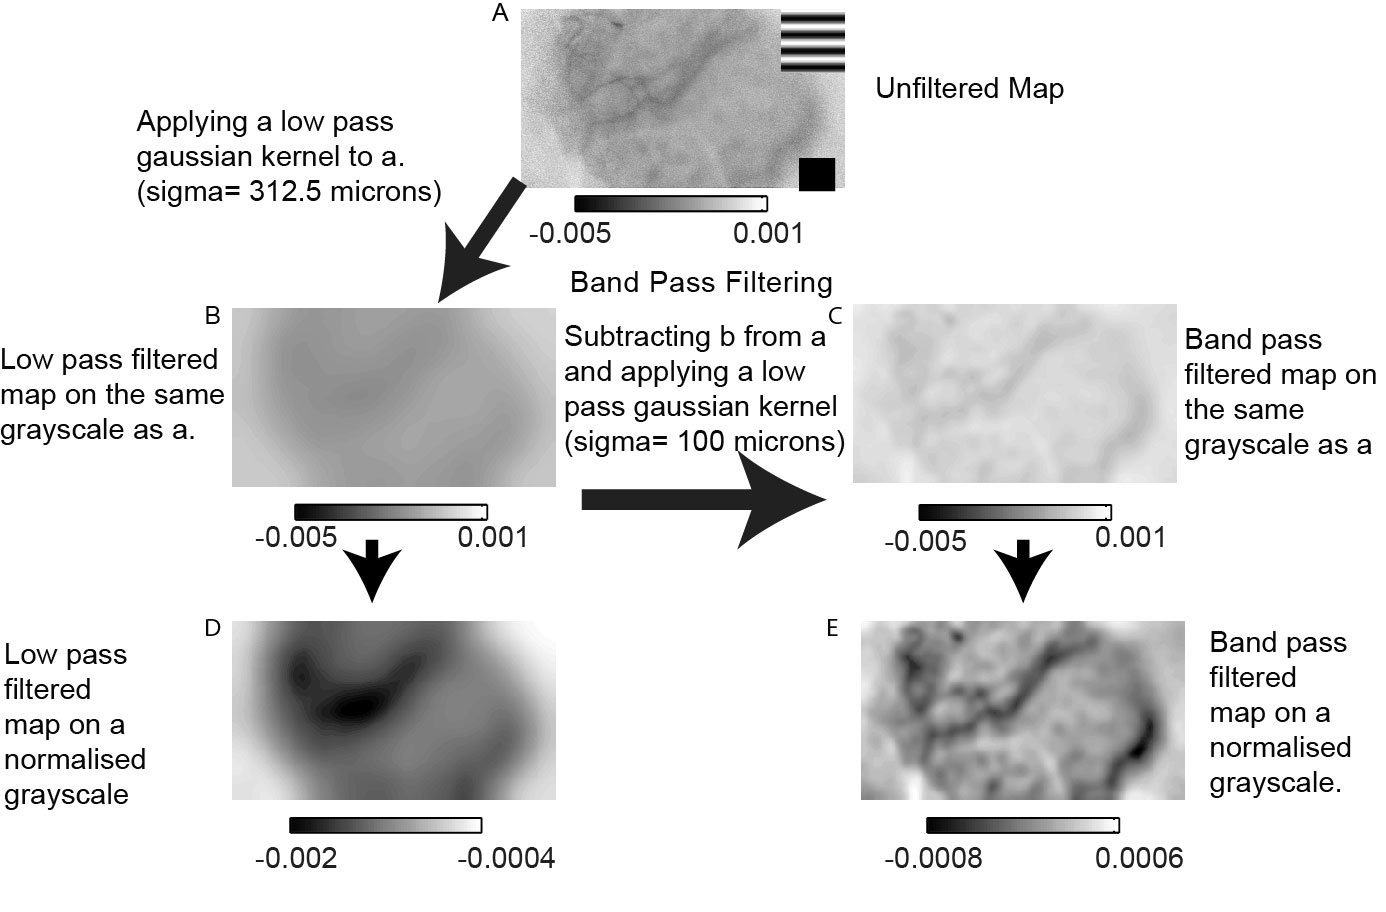 A
Unfiltered Map
Applying a low pass
gaussian kernel to a.
(sigma= 312.5 microns)
-0.005 0.001
Band Pass Filtering
B
Low pass filtered
map on the same
grayscale as a.
Subtracting b from a
and applying a low
pass gaussian kernel
(sigma= 100 microns)
C
Band pass
filtered map on
the same
grayscale as a
-0.005 0.001
-0.005 0.001
D
Low pass
filtered
map on a
normalised
grayscale
E
Band pass
filtered
map on a
normalised
grayscale.
-0.002 -0.0004
-0.0008 0.0006